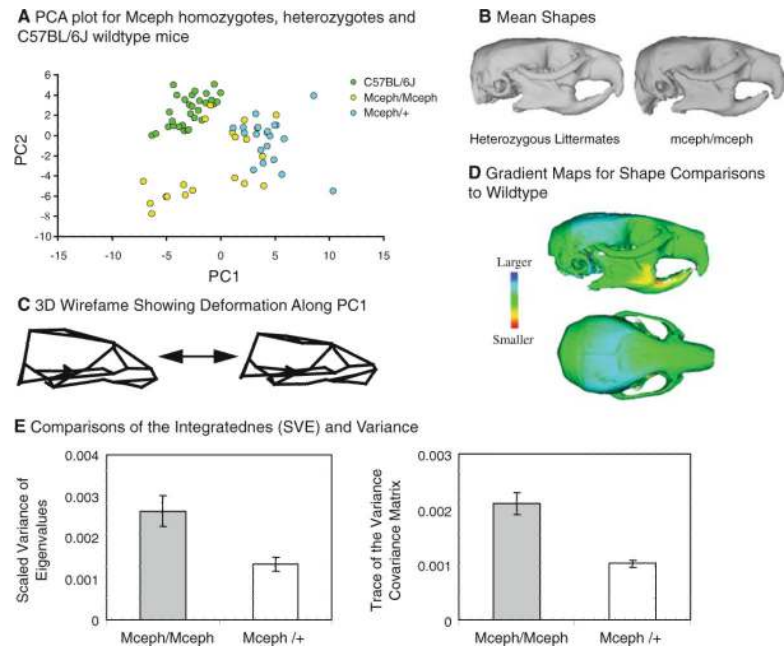 A PCA plot for Mceph homozygotes, heterozygotes and
C57BL/6J wildtype mice
6
4
2
0
-2
-4
-6
-8
-10
PC2
-15
-10
-5
0
5
10
15
PC1
C57BL/6J
Mceph/Mceph
Mceph/+
B Mean Shapes
Heterozygous Littermates
mceph/mceph
D Gradient Maps for Shape Comparisons
to Wildtype
Larger
Smaller
C 3D Wirefame Showing Deformation Along PC1
E Comparisons of the Integratednes (SVE) and Variance
Scaled Variance of
Eigenvalues
0.004
0.003
0.002
0.001
0
Mceph/Mceph
Mceph /+
Trace of the Variance
Covariance Matrix
0.003
0.002
0.001
0
Mceph/Mceph
Mceph /+